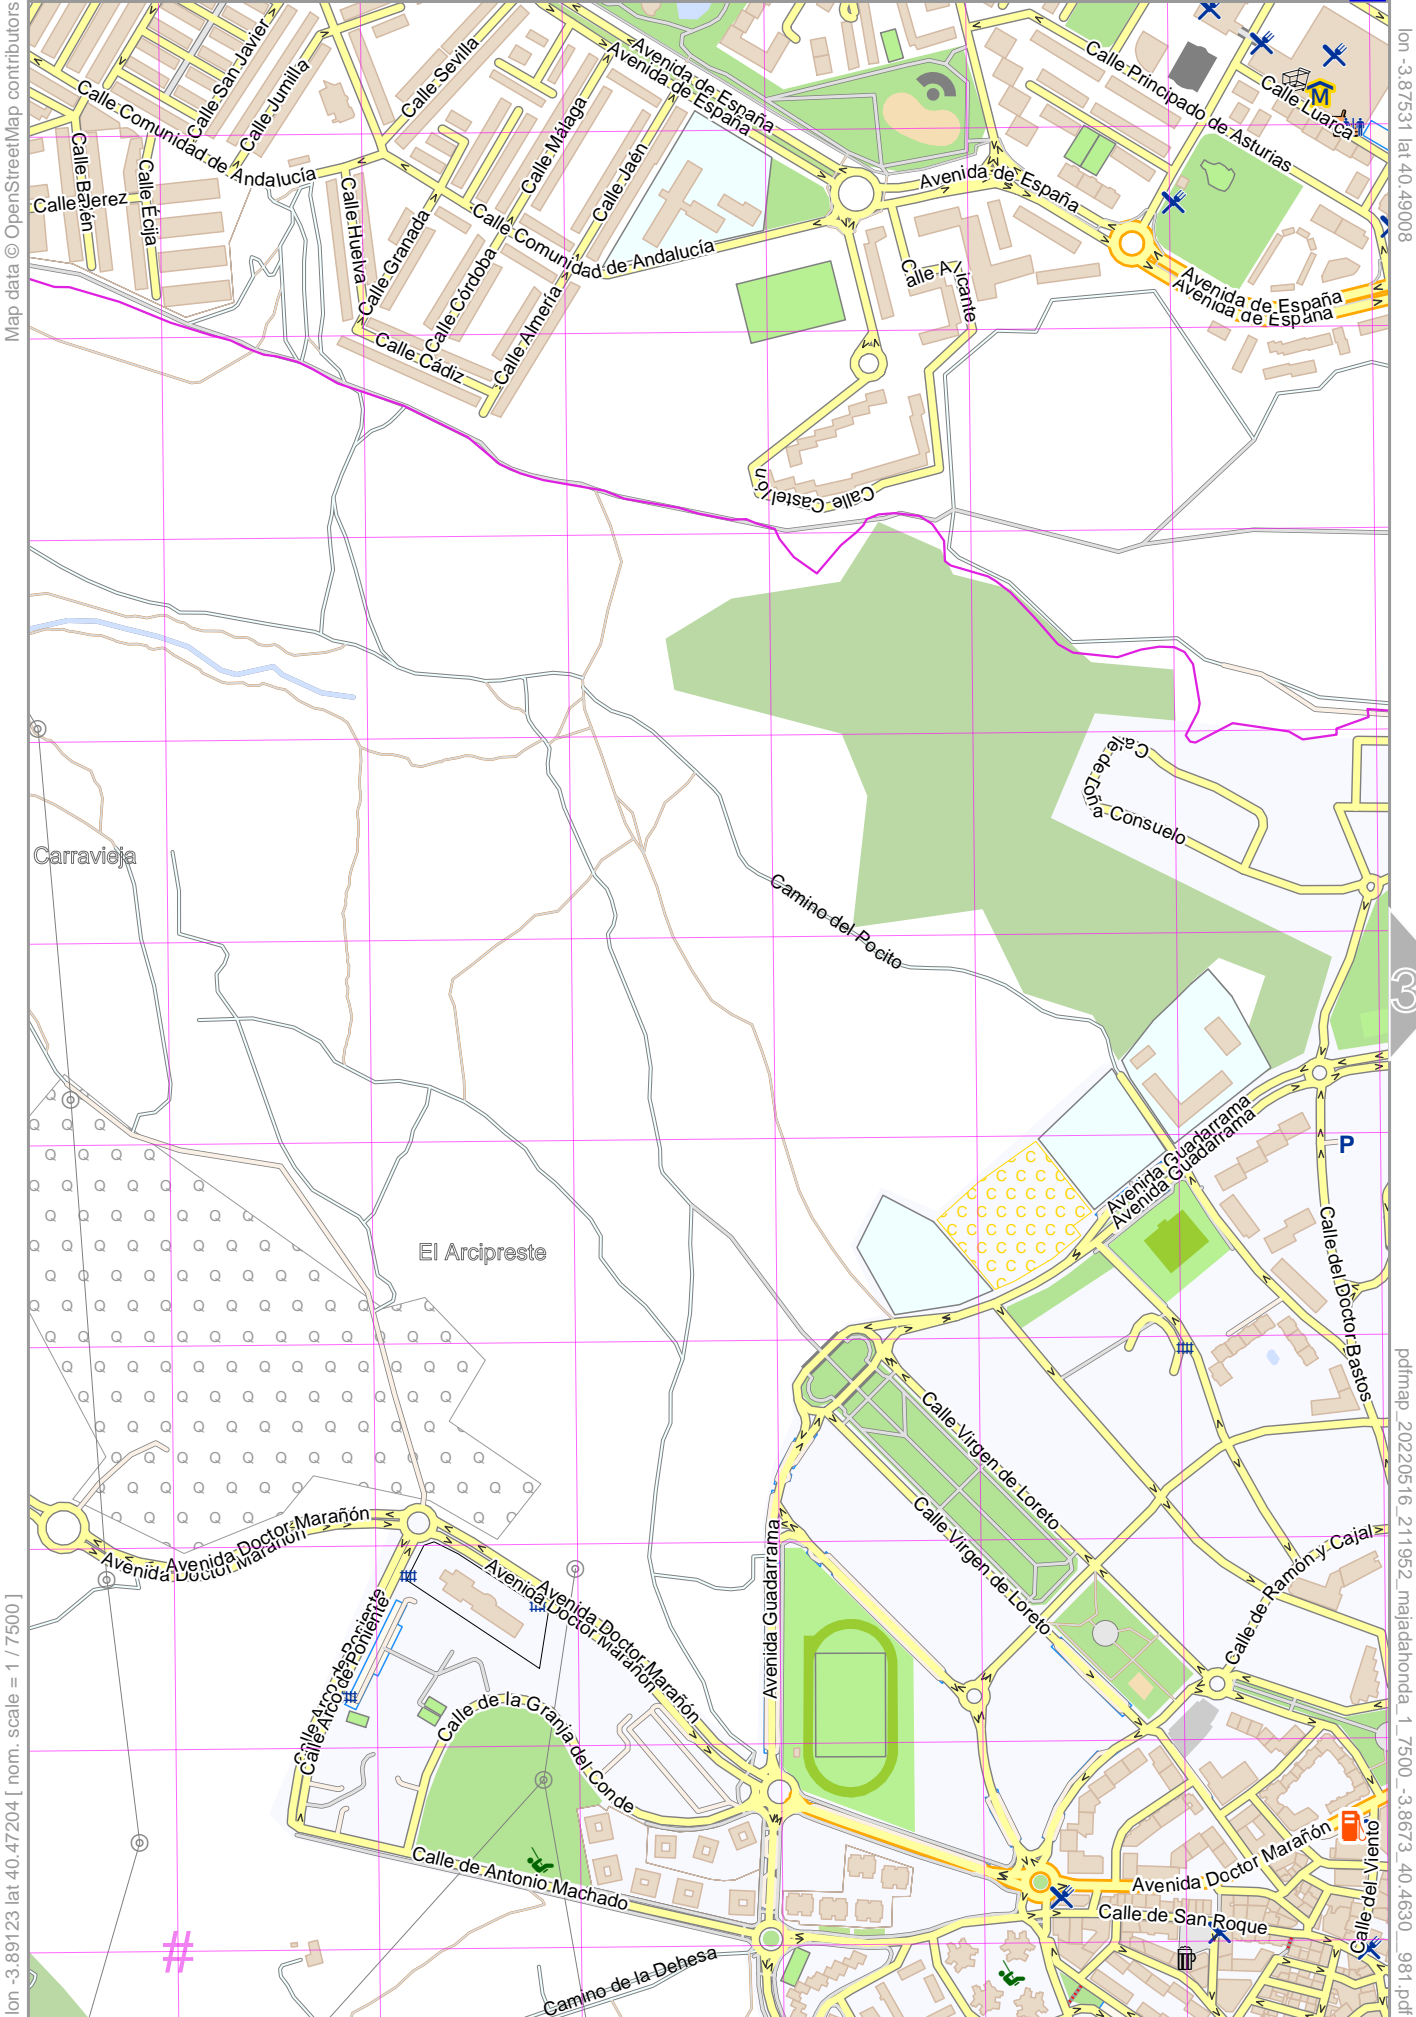 Map data © OpenStreetMap contributors
lon -3.87531 lat 40.49008
lon -3.89123 lat 40.47204 [ nom. scale = 1 / 7500 ]
pdfmap_20220516_211952_majadahonda_1_7500_-3.8673_40.4630__981.pdf
Calle San Javier
Calle Jumilla
Calle Sevilla
Avenida de España
Avenida de España
Calle Principado de Asturias
Calle Luarca
M
Calle Comunidad de Andalucía
Calle Bailén
Calle Écija
Calle Jerez
Calle Huelva
Calle Granada
Calle Málaga
Calle Jaén
Calle Córdoba
Calle Almería
Calle Comunidad de Andalucía
Calle Cádiz
Avenida de España
Calle Alicante
Avenida de España
Avenida de España
Calle Castellón
Calle de Doña Consuelo
Carravieja
Camino del Pocito
3
Avenida Guadarrama
Avenida Guadarrama
P
El Arcipreste
Calle del Doctor Bastos
Calle Virgen de Loreto
Calle Virgen de Loreto
Calle de Ramón y Cajal
Avenida Guadarrama
Avenida Doctor Marañón
Avenida Doctor Marañón
Avenida Doctor Marañón
Avenida Doctor Marañón
Calle Arco de Poniente
Calle Arco de Poniente
Calle de la Granja del Conde
Calle de Antonio Machado
Avenida Doctor Marañón
Calle de San Roque
Calle del Viento
Camino de la Dehesa
#